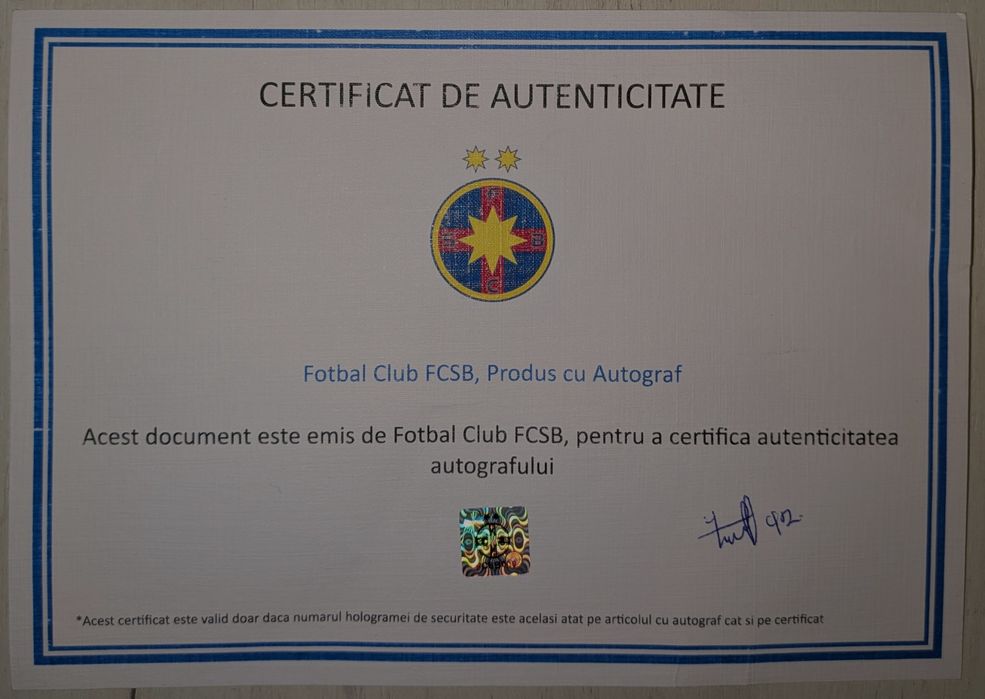 CERTIFICAT DE AUTENTICITATE
F
C
S
B
Fotbal Club FCSB, Produs cu Autograf
Acest document este emis de Fotbal Club FCSB, pentru a certifica autenticitatea
autografului
*Acest certificat este valid doar daca numarul hologramei de securitate este acelasi atat pe articolul cu autograf cat si pe certificat